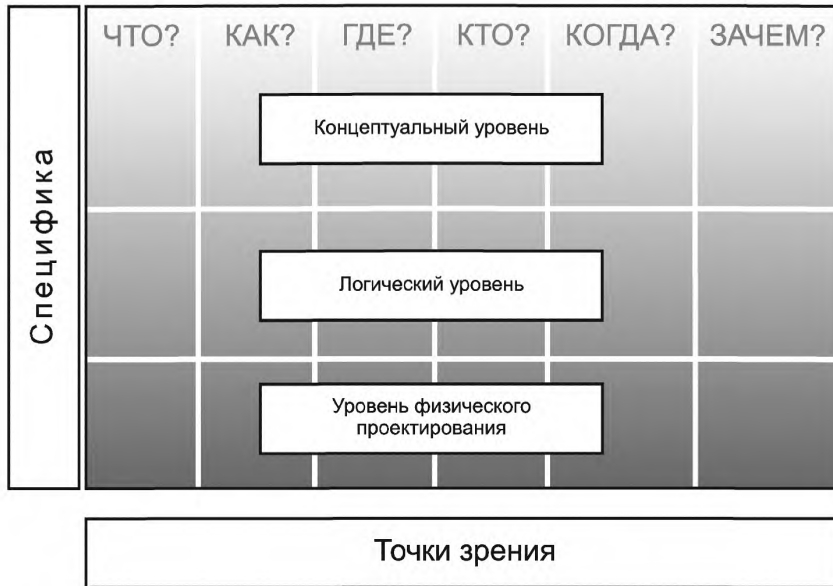 ЧТО? КАК? ГДЕ? КТО? КОГДА? ЗАЧЕМ?
Специфика
Концептуальный уровень
Логический уровень
Уровень физического
проектирования
Точки зрения